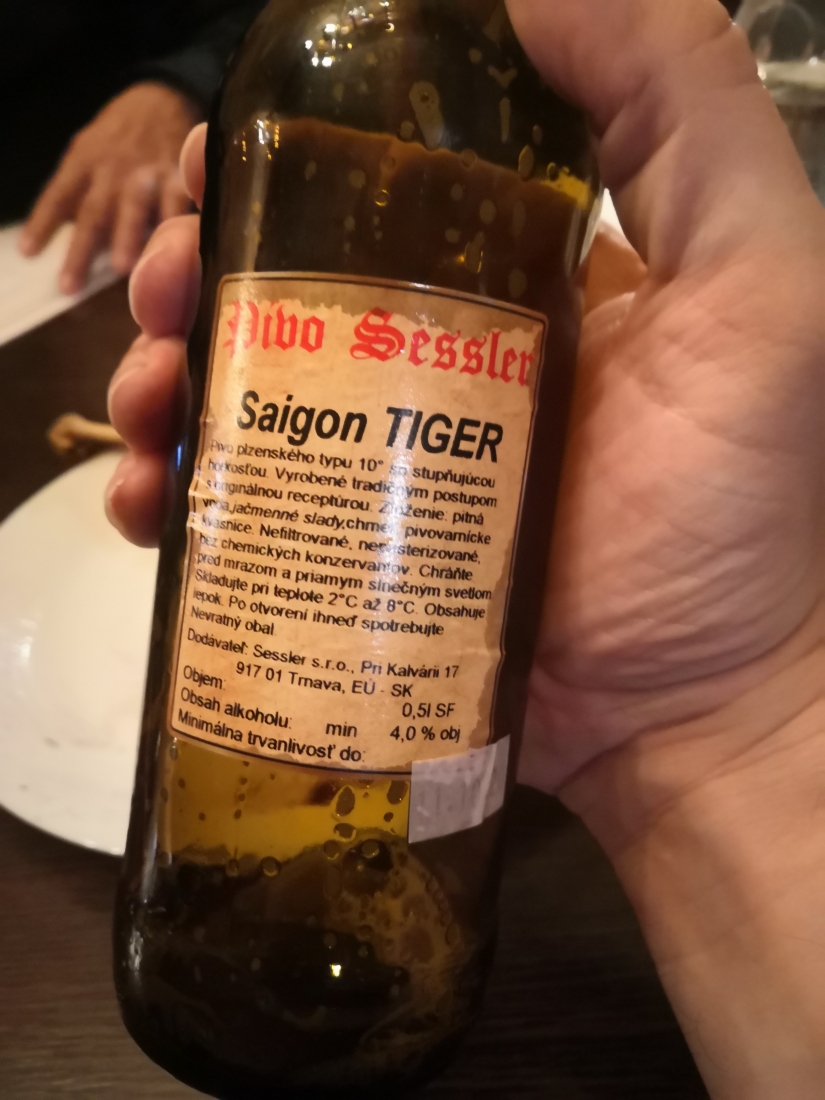 Pivo Sessler
Saigon TIGER
Pivo plzenského typu 10° so stupňujúcou
horkosťou. Vyrobené tradičným postupom
s originálnou receptúrou. Zloženie: pitná
voda,jačmenné slady,chmeľ, pivovarnícke
kvasnice. Nefiltrované, nepasterizované,
bez chemických konzervantov. Chráňte
pred mrazom a priamym slnečným svetlom.
Skladujte pri teplote 2°C až 8°C. Obsahuje
lepok. Po otvorení ihneď spotrebujte
Nevratný obal
Dodávateľ: Sessler s.r.o., Pri Kalvárii 17
917 01 Trnava, EÚ - SK
Objem: 0,5l SF
Obsah alkoholu: min 4,0 % obj
Minimálna trvanlivosť do: